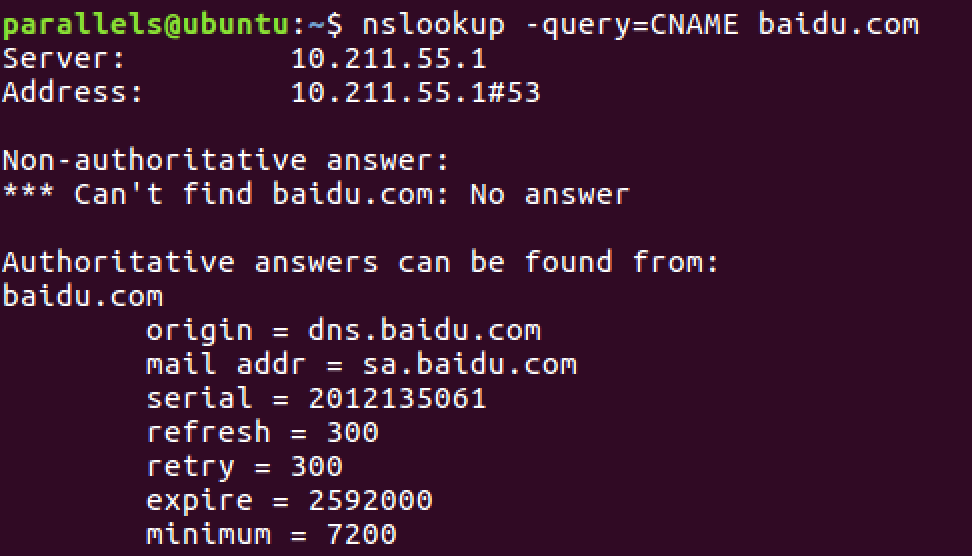 parallels@ubuntu:~$ nslookup -query=CNAME baidu.com
Server:		10.211.55.1
Address:	10.211.55.1#53

Non-authoritative answer:
*** Can't find baidu.com: No answer

Authoritative answers can be found from:
baidu.com
	origin = dns.baidu.com
	mail addr = sa.baidu.com
	serial = 2012135061
	refresh = 300
	retry = 300
	expire = 2592000
	minimum = 7200